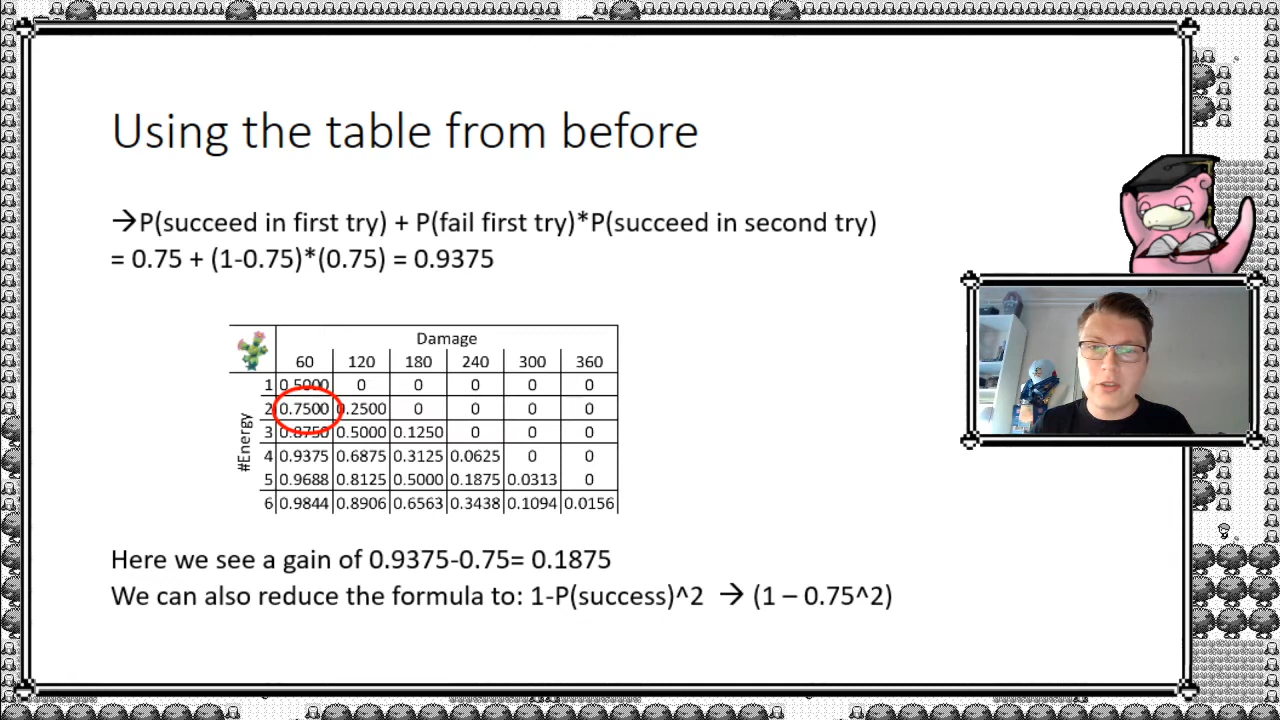 Using the table from before
→P(succeed in first try) + P(fail first try)*P(succeed in second try)
= 0.75 + (1-0.75)*(0.75) = 0.9375
Damage
60 120 180 240 300 360
#Energy
1 0.5000 0 0 0 0 0
2 0.7500 0.2500 0 0 0 0
3 0.8750 0.5000 0.1250 0 0 0
4 0.9375 0.6875 0.3125 0.0625 0 0
5 0.9688 0.8125 0.5000 0.1875 0.0313 0
6 0.9844 0.8906 0.6563 0.3438 0.1094 0.0156
Here we see a gain of 0.9375-0.75= 0.1875
We can also reduce the formula to: 1-P(success)^2 → (1 – 0.75^2)